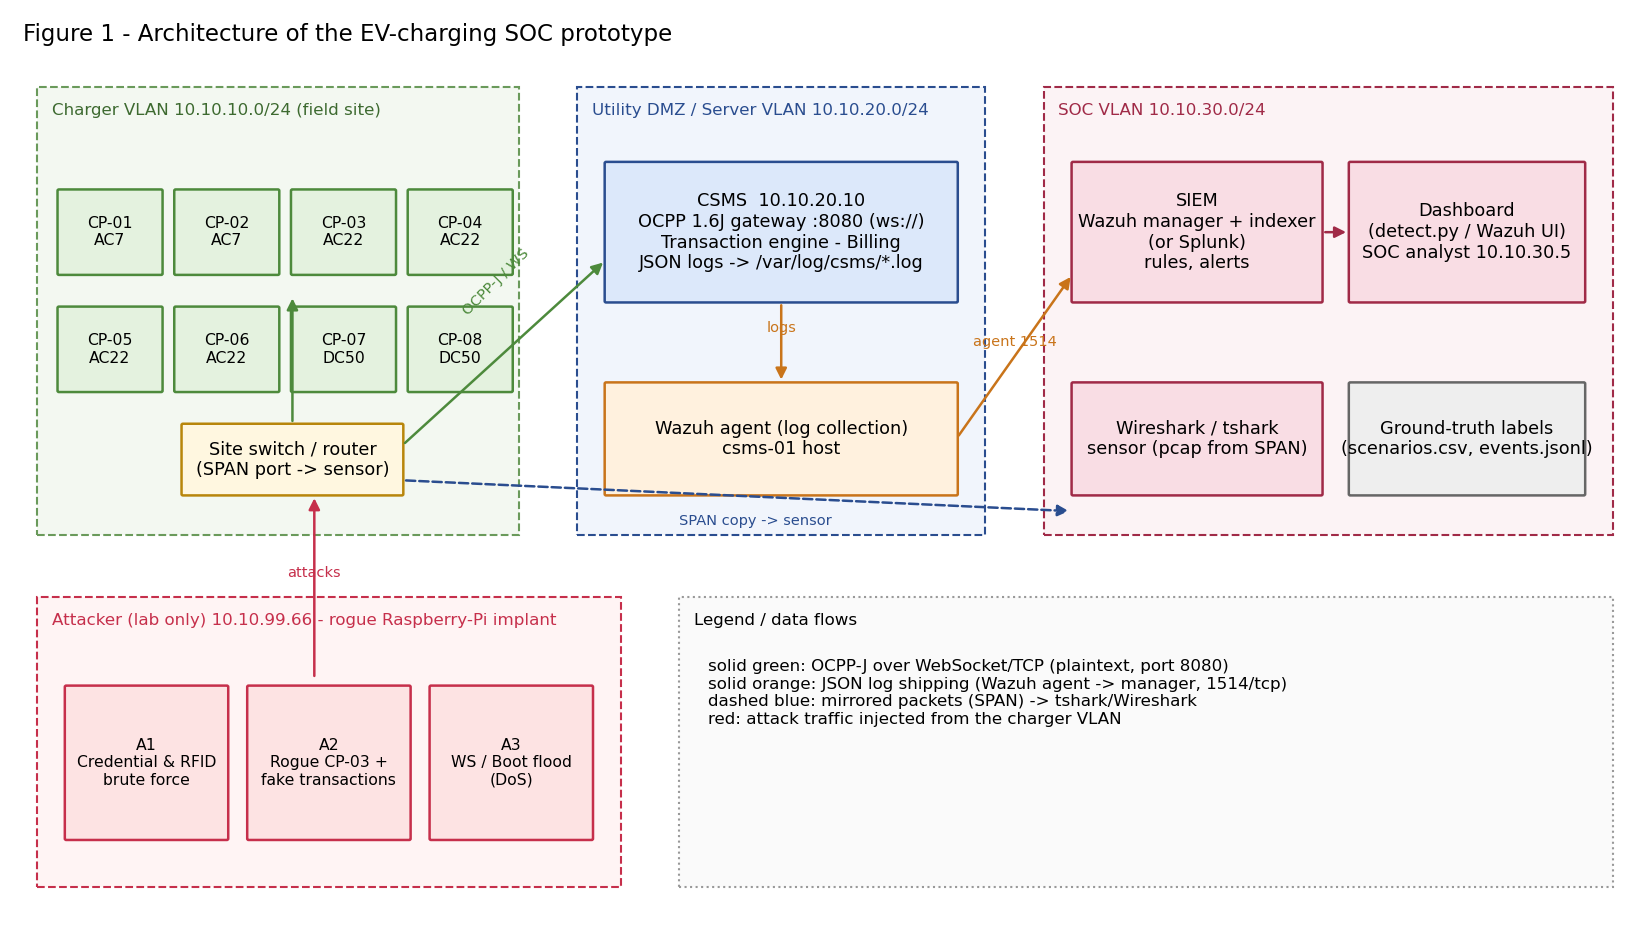 Figure 1 - Architecture of the EV-charging SOC prototype
Charger VLAN 10.10.10.0/24 (field site)
CP-01
AC7
CP-02
AC7
CP-03
AC22
CP-04
AC22
CP-05
AC22
CP-06
AC22
CP-07
DC50
CP-08
DC50
Site switch / router
(SPAN port -> sensor)
OCPP-J / WS
Utility DMZ / Server VLAN 10.10.20.0/24
CSMS  10.10.20.10
OCPP 1.6J gateway :8080 (ws://)
Transaction engine - Billing
JSON logs -> /var/log/csms/*.log
logs
Wazuh agent (log collection)
csms-01 host
SPAN copy -> sensor
agent 1514
SOC VLAN 10.10.30.0/24
SIEM
Wazuh manager + indexer
(or Splunk)
rules, alerts
Dashboard
(detect.py / Wazuh UI)
SOC analyst 10.10.30.5
Wireshark / tshark
sensor (pcap from SPAN)
Ground-truth labels
(scenarios.csv, events.jsonl)
attacks
Attacker (lab only) 10.10.99.66 - rogue Raspberry-Pi implant
A1
Credential & RFID
brute force
A2
Rogue CP-03 +
fake transactions
A3
WS / Boot flood
(DoS)
Legend / data flows
solid green: OCPP-J over WebSocket/TCP (plaintext, port 8080)
solid orange: JSON log shipping (Wazuh agent -> manager, 1514/tcp)
dashed blue: mirrored packets (SPAN) -> tshark/Wireshark
red: attack traffic injected from the charger VLAN